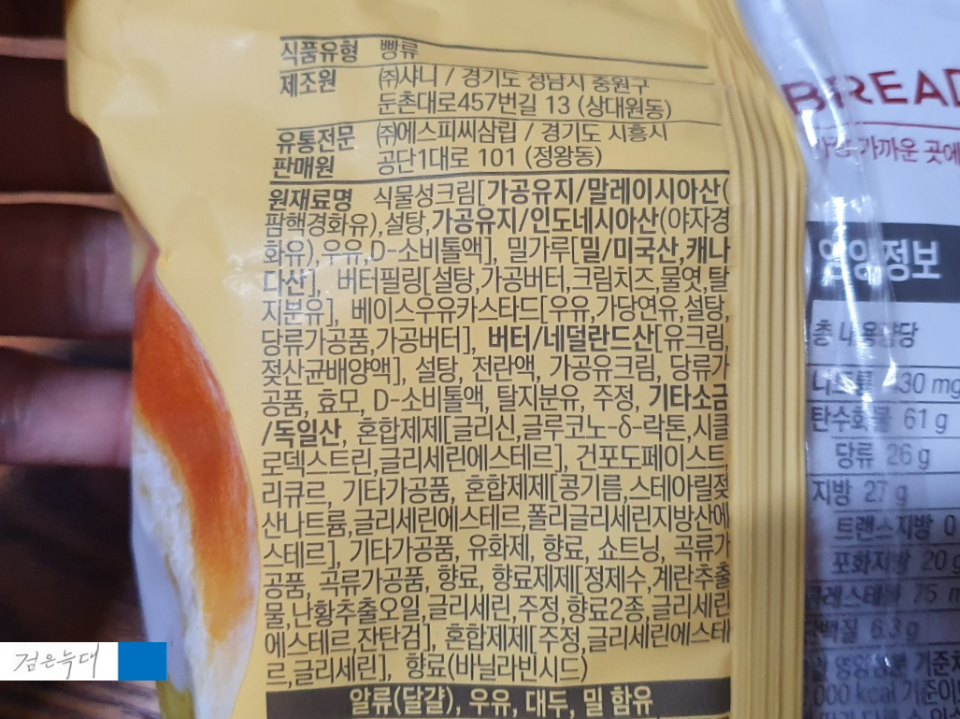 식품유형 빵류
제조원 ㈜샤니 / 경기도 성남시 중원구
둔촌대로457번길 13 (상대원동)
유통전문 ㈜에스피씨삼립 / 경기도 시흥시
판매원 공단1대로 101 (정왕동)
원재료명 식물성크림[가공유지/말레이시아산(
팜핵경화유),설탕,가공유지/인도네시아산(야자경
화유),우유,D-소비톨액], 밀가루[밀/미국산,캐나
다산], 버터필링[설탕,가공버터,크림치즈,물엿,탈
지분유], 베이스우유카스타드[우유,가당연유,설탕,
당류가공품,가공버터], 버터/네덜란드산[유크림,
젖산균배양액], 설탕, 전란액, 가공유크림, 당류가
공품, 효모, D-소비톨액, 탈지분유, 주정, 기타소금
/독일산, 혼합제제[글리신,글루코노-δ-락톤,시클
로덱스트린,글리세린에스테르], 건포도페이스트,
리큐르, 기타가공품, 혼합제제[콩기름,스테아릴젖
산나트륨,글리세린에스테르,폴리글리세린지방산에
스테르], 기타가공품, 유화제, 향료, 쇼트닝, 곡류가
공품, 곡류가공품, 향료, 향료제제[정제수,계란추출
물,난황추출오일,글리세린,주정,향료2종,글리세린
에스테르,잔탄검], 혼합제제[주정,글리세린에스테
르,글리세린], 향료(바닐라빈시드)
알류(달걀), 우유, 대두, 밀 함유
BREAD
가까운 곳에
영양정보
총 내용량당
나트륨 30 mg
탄수화물 61 g
당류 26 g
지방 27 g
트랜스지방 0
포화지방 20 g
콜레스테롤 75 m
단백질 6.3 g
영양성분 기준치
000 kcal 기준이
검은늑대